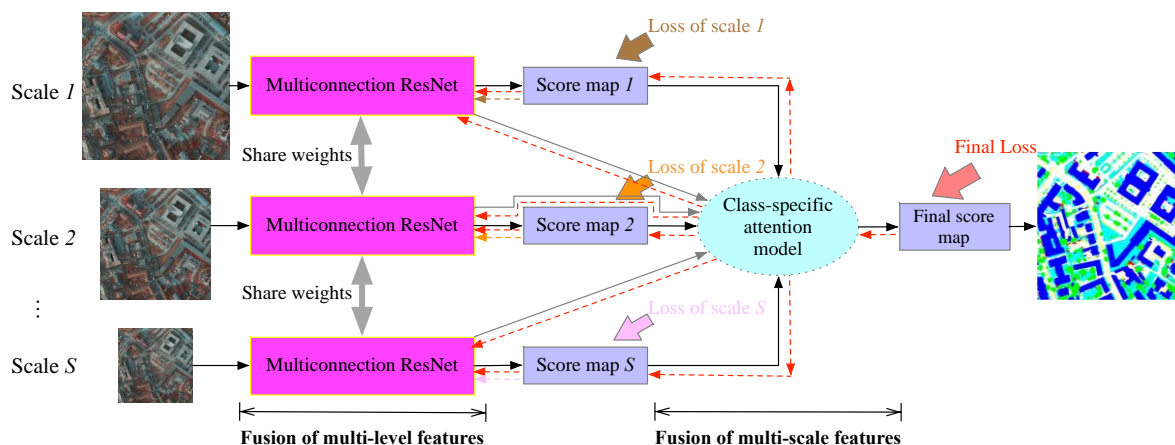 Loss of scale 1
Scale 1
Multiconnection ResNet
Score map 1
Share weights
Loss of scale 2
Final Loss
Scale 2
Multiconnection ResNet
Score map 2
Class-specific
attention
model
Final score
map
Share weights
⋮
Loss of scale S
Scale S
Multiconnection ResNet
Score map S
Fusion of multi-level features
Fusion of multi-scale features